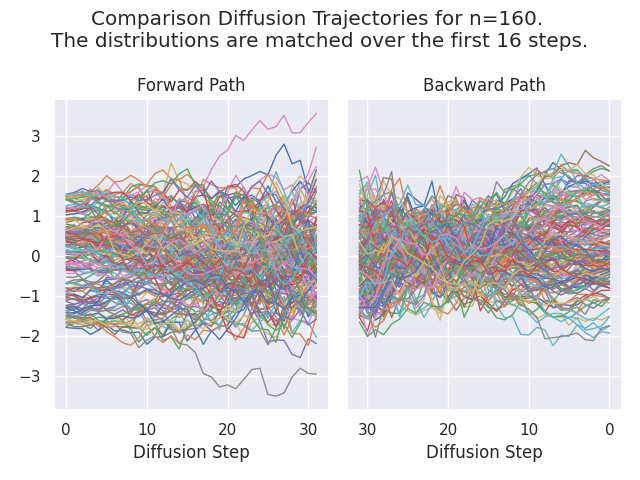 Comparison Diffusion Trajectories for n=160.
The distributions are matched over the first 16 steps.
Forward Path
Backward Path
3
2
1
0
−1
−2
−3
0 10 20 30
30 20 10 0
Diffusion Step
Diffusion Step